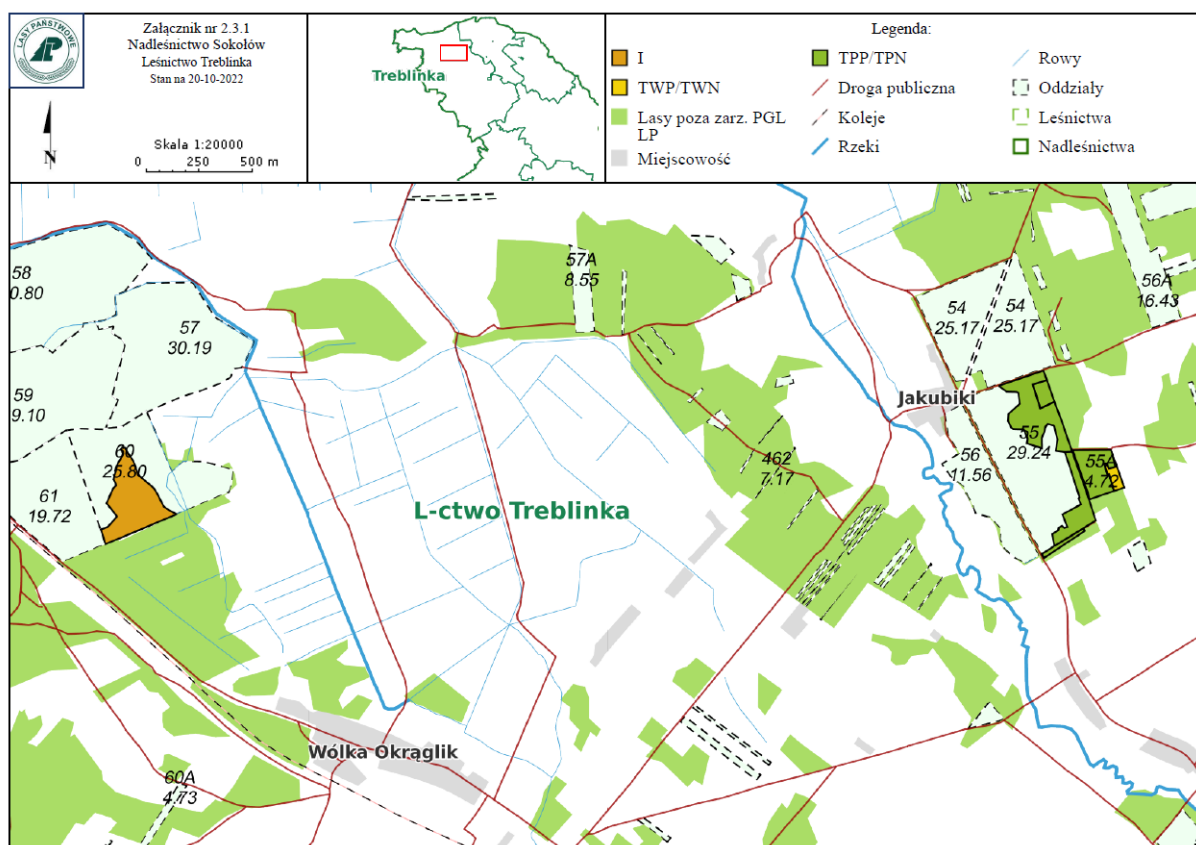 LASY PAŃSTWOWE
Załącznik nr 2.3.1
Nadleśnictwo Sokołów
Leśnictwo Treblinka
Stan na 20-10-2022
N
Skala 1:20000
0 250 500 m
Treblinka
Legenda:
I
TWP/TWN
Lasy poza zarz. PGL
LP
Miejscowość
TPP/TPN
Droga publiczna
Koleje
Rzeki
Rowy
Oddziały
Leśnictwa
Nadleśnictwa
58
0.80
57
30.19
57A
8.55
54
25.17
54
25.17
56A
16.43
59
9.10
Jakubiki
60
25.80
61
19.72
462
7.17
56
11.56
55
29.24
4.72
L-ctwo Treblinka
Wólka Okrąglik
60A
4.73